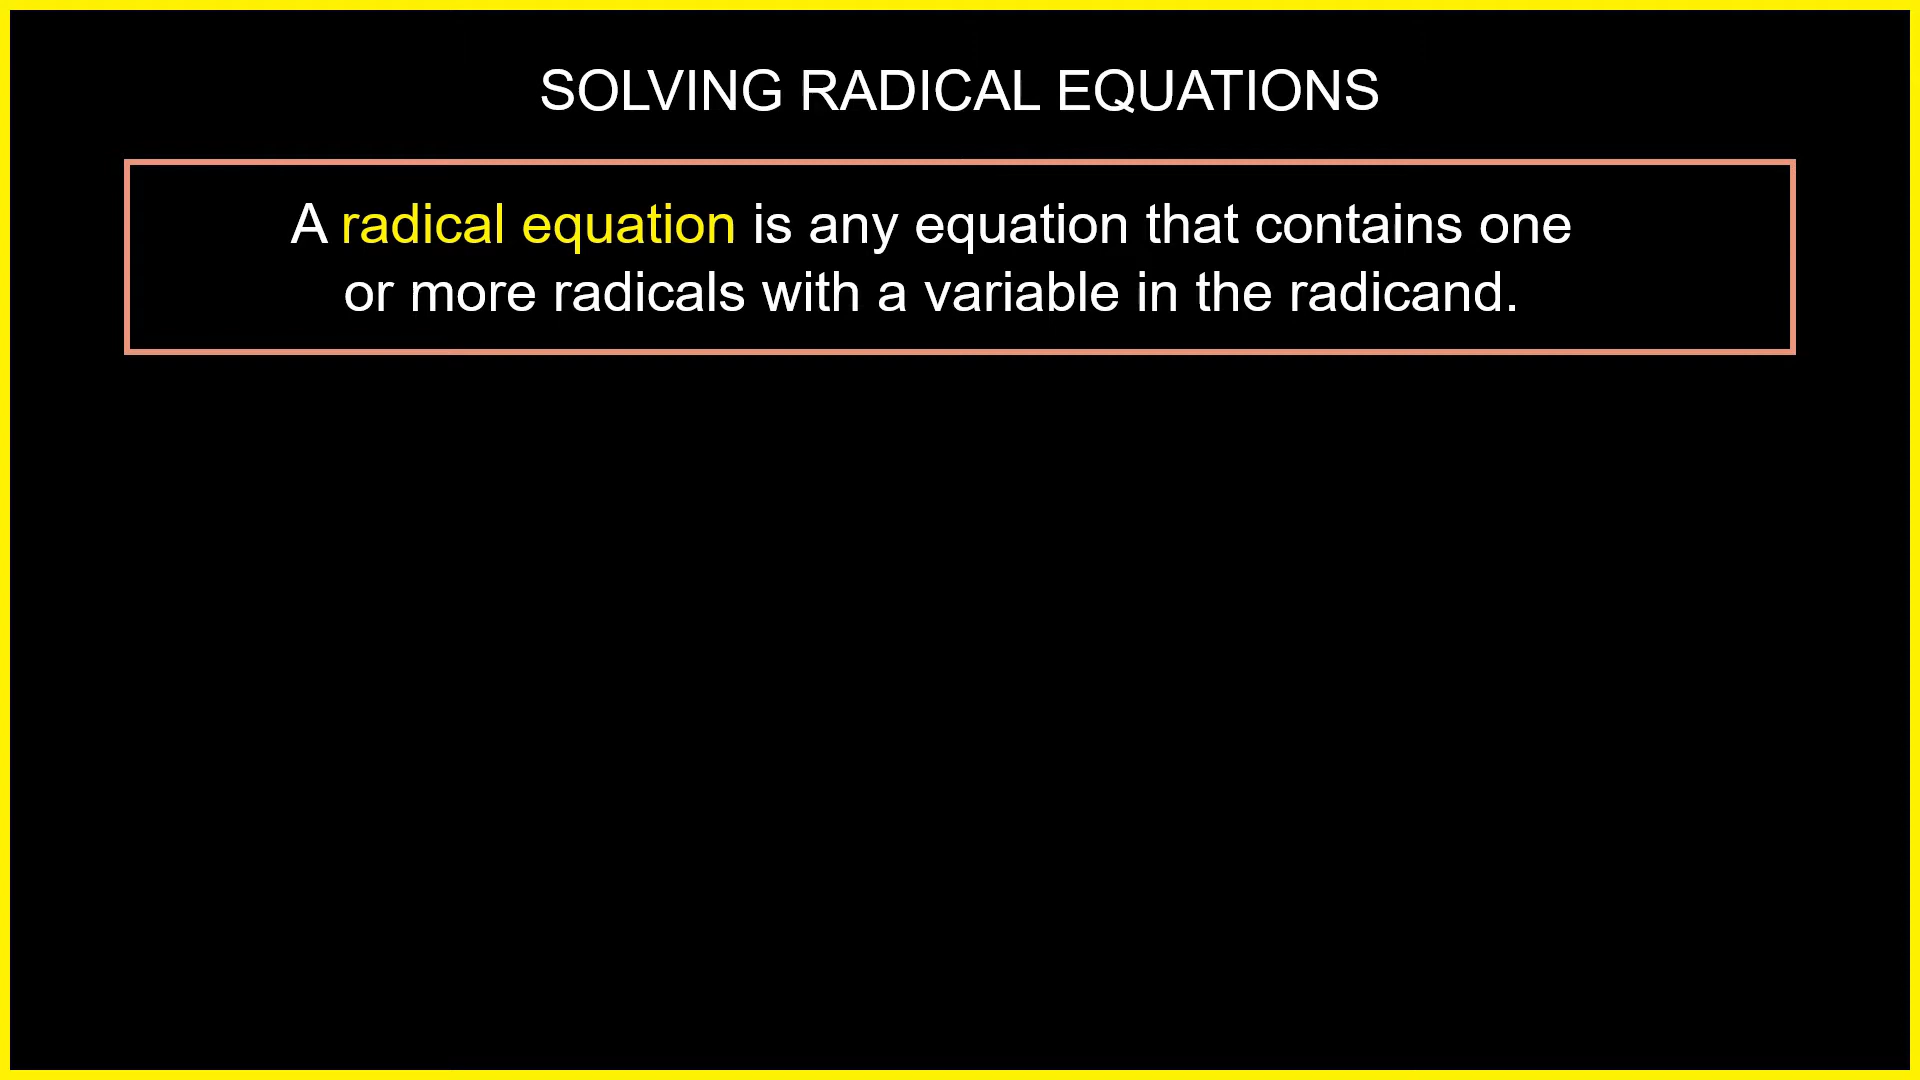 SOLVING RADICAL EQUATIONS
A radical equation is any equation that contains one
or more radicals with a variable in the radicand.